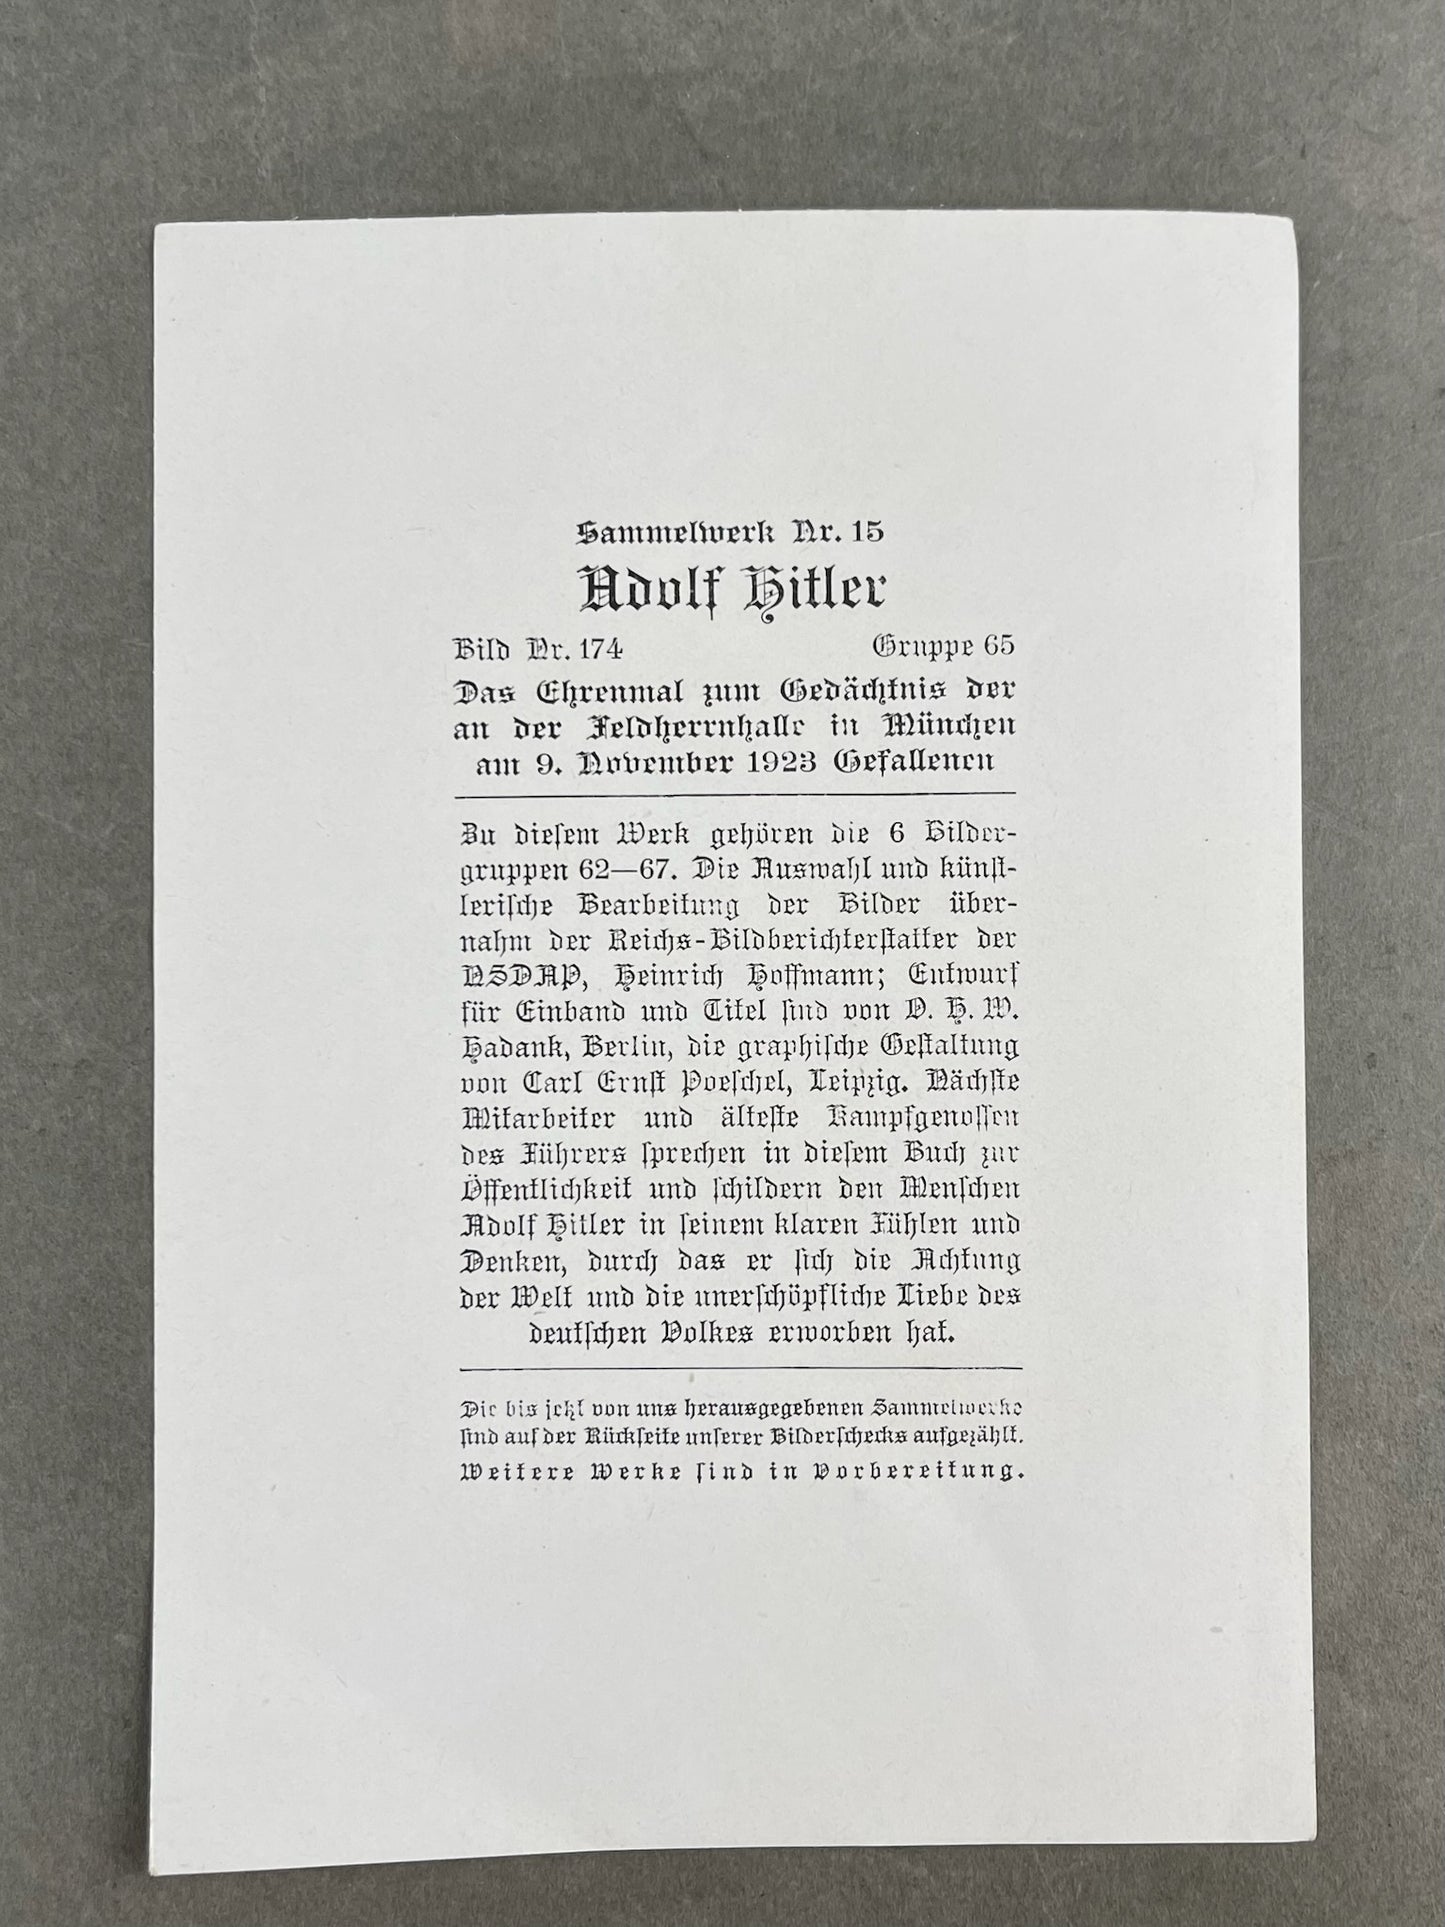 Sammelwerk Nr. 15
Adolf Hitler
Bild Nr. 174 Gruppe 65
Das Ehrenmal zum Gedächtnis der
an der Feldherrnhalle in München
am 9. November 1923 Gefallenen
Zu diesem Werk gehören die 6 Bilder-
gruppen 62—67. Die Auswahl und künst-
lerische Bearbeitung der Bilder über-
nahm der Reichs-Bildberichterstatter der
NSDAP, Heinrich Hoffmann; Entwurf
für Einband und Titel sind von O. H. W.
Hadank, Berlin, die graphische Gestaltung
von Carl Ernst Poeschel, Leipzig. Nächste
Mitarbeiter und älteste Kampfgenossen
des Führers sprechen in diesem Buch zur
Öffentlichkeit und schildern den Menschen
Adolf Hitler in seinem klaren Fühlen und
Denken, durch das er sich die Achtung
der Welt und die unerschöpfliche Liebe des
deutschen Volkes erworben hat.
Die bis jetzt von uns herausgegebenen Sammelwerke
sind auf der Rückseite unserer Bilderschecks aufgezählt.
Weitere Werke sind in Vorbereitung.